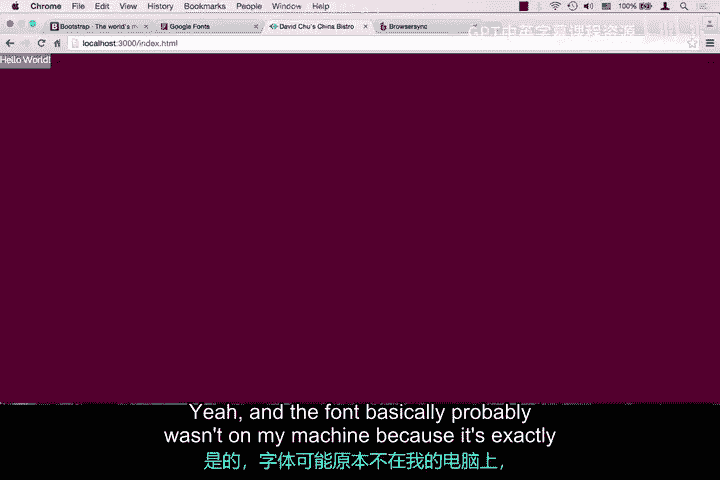 Chrome File Edit View History Bookmarks People Window Help 100%
Bootstrap - The world's m Google Fonts David Chu's China Bistro Browsersync
localhost:3000/index.html
Hello World!
Yeah, and the font basically probably
wasn't on my machine because it's exactly
是的，字体可能原本不在我的电脑上，